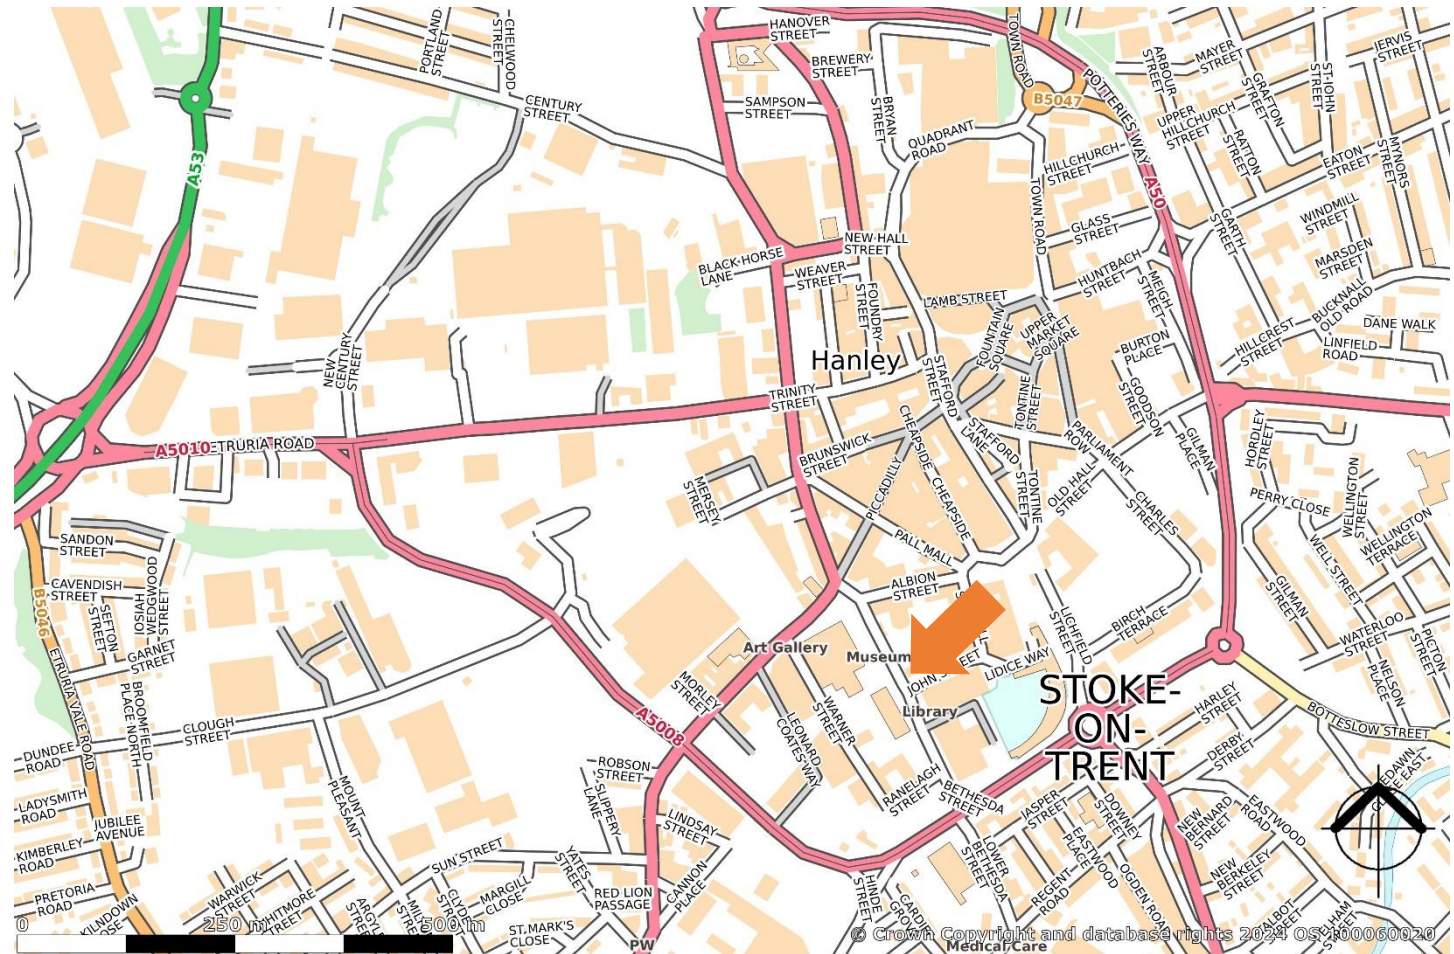 HANOVER
STREET
PORTLAND
STREET
CHELWOOD
STREET
TOWN ROAD
BREWERY
STREET
MAYER
STREET
JERVIS
STREET
ARBOUR
STREET
ST JOHN
STREET
GRAFTON
STREET
POTTERIES WAY
B5047
CENTURY
STREET
SAMPSON
STREET
BRYAN
STREET
UPPER
HILLCHURCH
STREET
RATTON
STREET
QUADRANT
ROAD
HILLCHURCH
STREET
EATON
STREET
MYNORS
STREET
A53
A50
TOWN ROAD
GLASS
STREET
GARTH
STREET
WINDMILL
STREET
NEW HALL
STREET
BLACK HORSE
LANE
WEAVER
STREET
MARSDEN
STREET
HUNTBACH
STREET
MEIGH
STREET
FOUNDRY
STREET
LAMB STREET
BUCKNALL
OLD ROAD
FOUNTAIN
SQUARE
UPPER
MARKET
SQUARE
DANE WALK
HILLCREST
STREET
LINFIELD
ROAD
BURTON
PLACE
NEW
CENTURY
STREET
Hanley
STAFFORD
STREET
TRINITY
STREET
TONTINE
STREET
GOODSON
STREET
CHEAPSIDE
STAFFORD
LANE
PARLIAMENT
ROW
GILMAN
PLACE
HORDLEY
STREET
A5010
ETRURIA ROAD
BRUNSWICK
STREET
PICCADILLY
CHEAPSIDE
TONTINE
STREET
OLD HALL
STREET
CHARLES
STREET
MERSEY
STREET
PERRY CLOSE
WELLINGTON
STREET
WELLINGTON
TERRACE
PALL MALL
SANDON
STREET
WELL STREET
CAVENDISH
STREET
ALBION
STREET
GILMAN
STREET
B5046
SEFTON
STREET
JOSIAH
WEDGWOOD
STREET
LICHFIELD
STREET
BIRCH
TERRACE
WATERLOO
STREET
PICTON
STREET
GARNET
STREET
Art Gallery
Museum
JOHN STREET
LIDICE WAY
NELSON
PLACE
ETRURIA VALE ROAD
BROOMFIELD
PLACE NORTH
MORLEY
STREET
Library
STOKE-
ON-
TRENT
HARLEY
STREET
BOTTESLOW STREET
CLOUGH
STREET
A5008
LEONARD
COATES WAY
WARNER
STREET
DERBY
STREET
DUNDEE
ROAD
ROBSON
STREET
RANELAGH
STREET
BETHESDA
STREET
JASPER
STREET
DOWNEY
STREET
LADYSMITH
ROAD
MOUNT
PLEASANT
SLIPPERY
LANE
LINDSAY
STREET
NEW
BERNARD
STREET
EASTWOOD
ROAD
JUBILEE
AVENUE
KIMBERLEY
ROAD
SUN STREET
YATES
STREET
LOWER
BETHESDA
STREET
EASTWOOD
PLACE
NEW
BERKELEY
STREET
PRETORIA
ROAD
WARWICK
STREET
MARGILL
CLOSE
RED LION
PASSAGE
CANNON
PLACE
HINDE
STREET
REGENT
ROAD
OGDEN ROAD
TALBOT
STREET
ST MARK'S
CLOSE
PW
Medical Care
0 250 m 500 m
© Crown Copyright and database rights 2024 OS 100060020